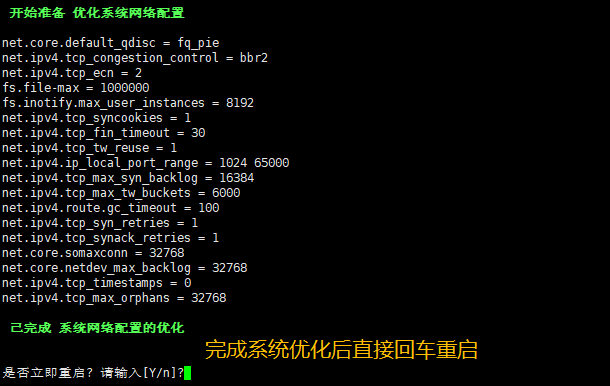 开始准备 优化系统网络配置
net.core.default_qdisc = fq_pie
net.ipv4.tcp_congestion_control = bbr2
net.ipv4.tcp_ecn = 2
fs.file-max = 1000000
fs.inotify.max_user_instances = 8192
net.ipv4.tcp_syncookies = 1
net.ipv4.tcp_fin_timeout = 30
net.ipv4.tcp_tw_reuse = 1
net.ipv4.ip_local_port_range = 1024 65000
net.ipv4.tcp_max_syn_backlog = 16384
net.ipv4.tcp_max_tw_buckets = 6000
net.ipv4.route.gc_timeout = 100
net.ipv4.tcp_syn_retries = 1
net.ipv4.tcp_synack_retries = 1
net.core.somaxconn = 32768
net.core.netdev_max_backlog = 32768
net.ipv4.tcp_timestamps = 0
net.ipv4.tcp_max_orphans = 32768
已完成 系统网络配置的优化
完成系统优化后直接回车重启
是否立即重启? 请输入[Y/n]?